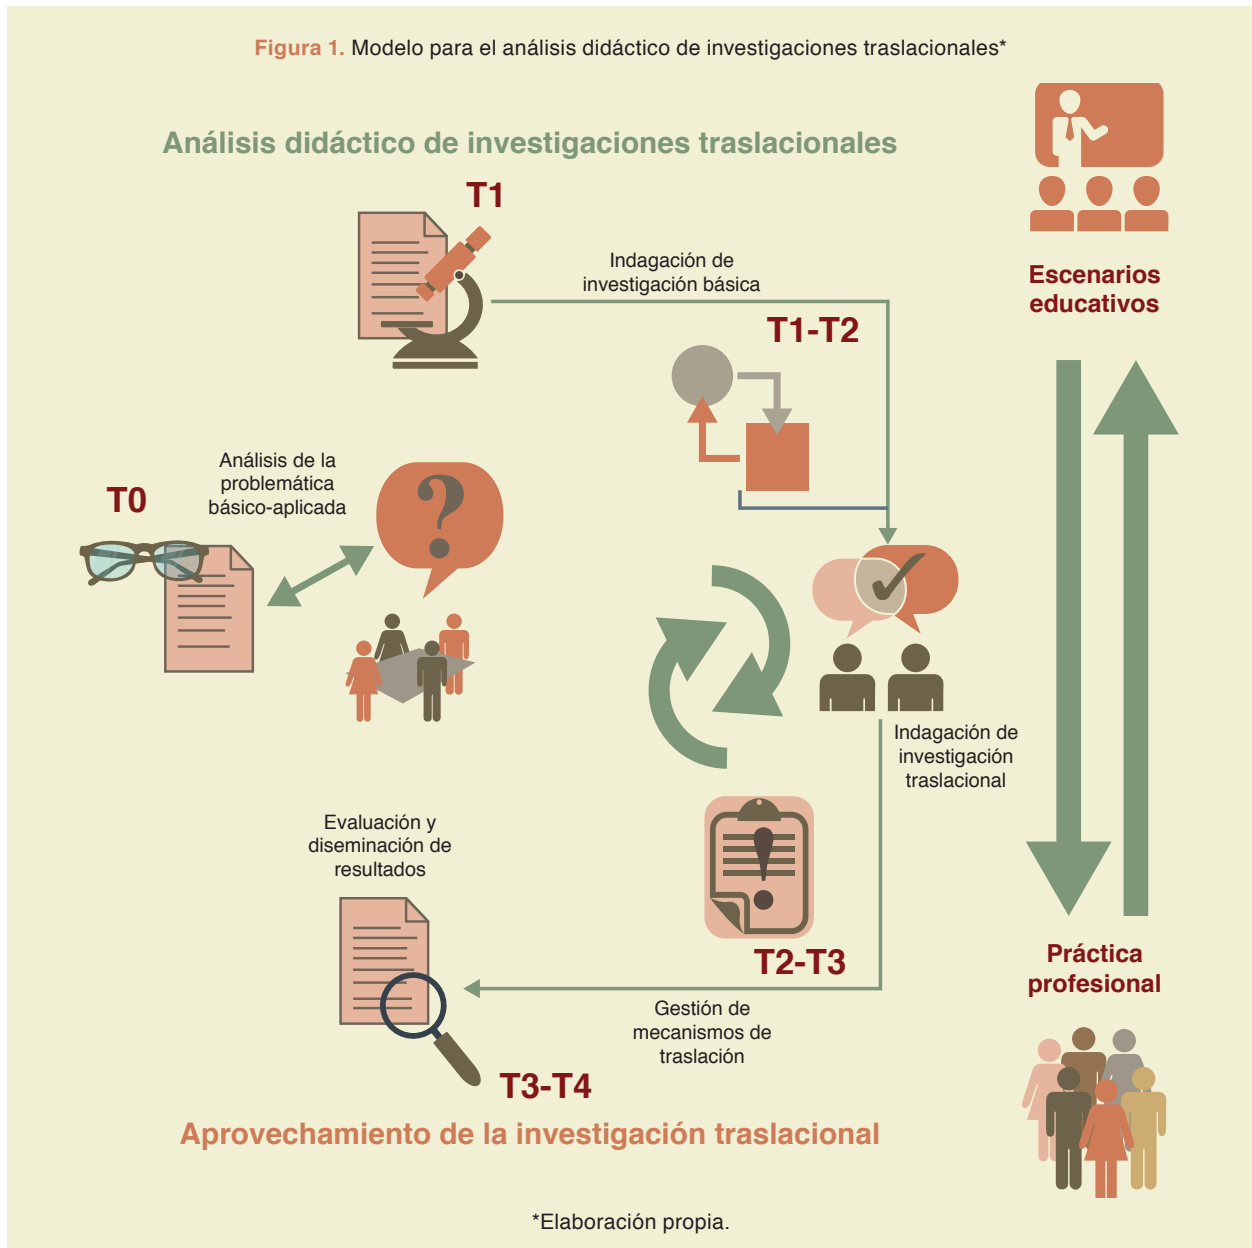 Figura 1. Modelo para el análisis didáctico de investigaciones traslacionales*
Análisis didáctico de investigaciones traslacionales
T1
Indagación de
investigación básica
T1-T2
Escenarios
educativos
Análisis de la
problemática
básico-aplicada
T0
Indagación de
investigación
traslacional
Evaluación y
diseminación de
resultados
T2-T3
Práctica
profesional
Gestión de
mecanismos de
traslación
T3-T4
Aprovechamiento de la investigación traslacional
*Elaboración propia.